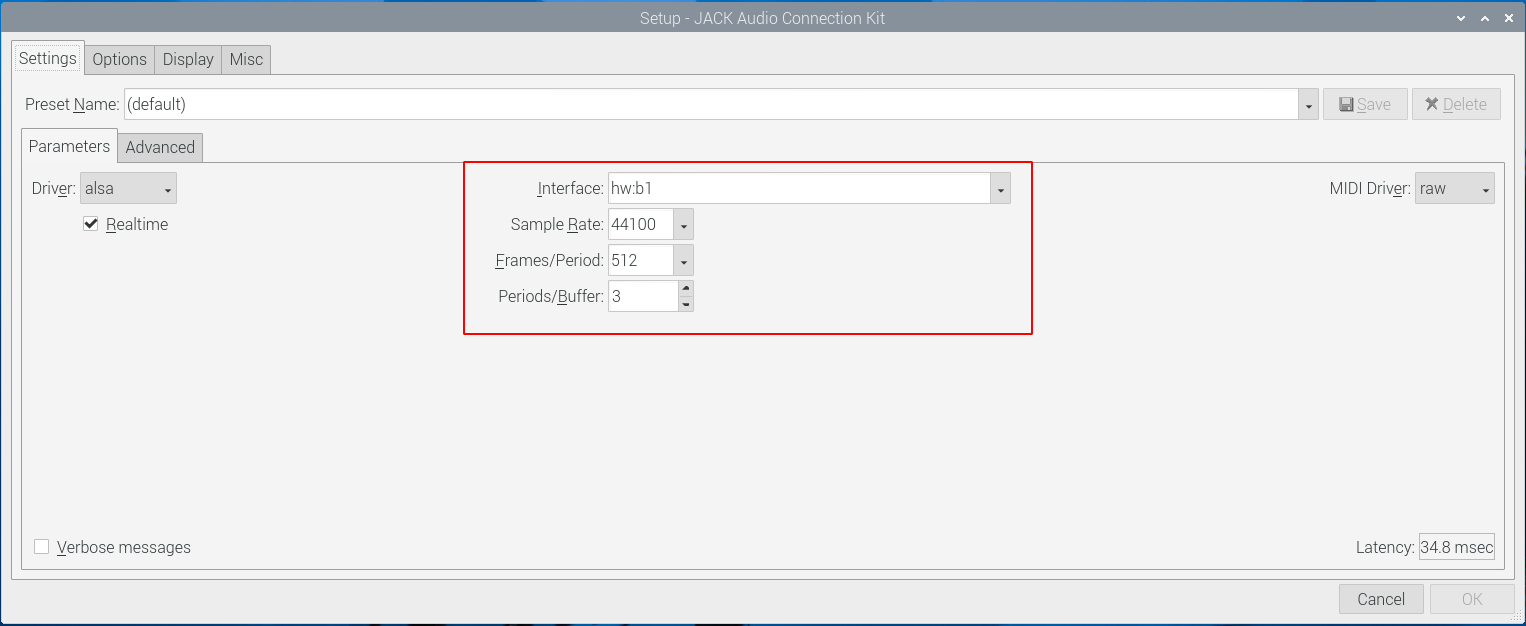 Setup - JACK Audio Connection Kit
Settings Options Display Misc
Preset Name: (default) Save Delete
Parameters Advanced
Driver: alsa Interface: hw:b1 MIDI Driver: raw
Realtime Sample Rate: 44100
Frames/Period: 512
Periods/Buffer: 3
Verbose messages Latency: 34.8 msec
Cancel OK